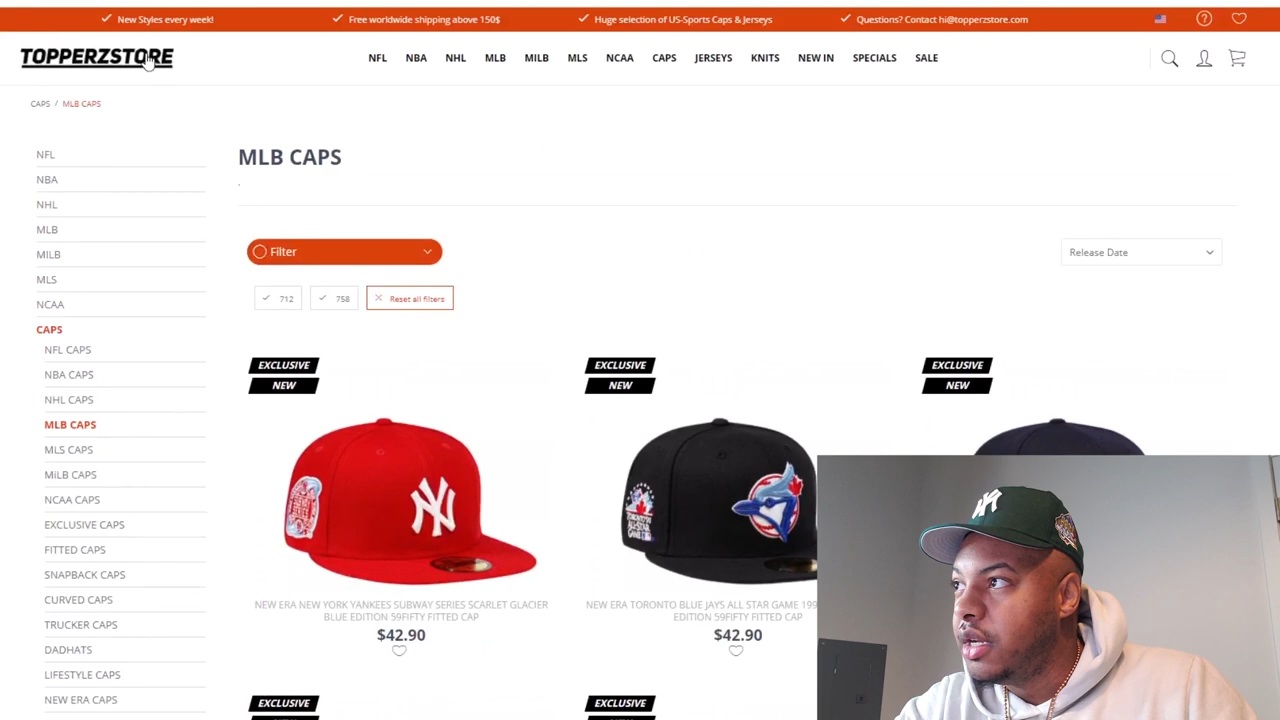 New Styles every week!
Free worldwide shipping above 150$
Huge selection of US-Sports Caps & Jerseys
Questions? Contact hi@topperzstore.com
TOPPERZSTORE
NFL NBA NHL MLB MILB MLS NCAA CAPS JERSEYS KNITS NEW IN SPECIALS SALE
CAPS / MLB CAPS
NFL
NBA
NHL
MLB
MILB
MLS
NCAA
CAPS
NFL CAPS
NBA CAPS
NHL CAPS
MLB CAPS
MLS CAPS
MiLB CAPS
NCAA CAPS
EXCLUSIVE CAPS
FITTED CAPS
SNAPBACK CAPS
CURVED CAPS
TRUCKER CAPS
DADHATS
LIFESTYLE CAPS
NEW ERA CAPS
MLB CAPS
.
Filter
Release Date
712
758
Reset all filters
EXCLUSIVE
NEW
NY
NEW ERA NEW YORK YANKEES SUBWAY SERIES SCARLET GLACIER
BLUE EDITION 59FIFTY FITTED CAP
$42.90
EXCLUSIVE
NEW
TORONTO
ALL-STAR
GAME
NEW ERA TORONTO BLUE JAYS ALL STAR GAME
EDITION 59FIFTY FITTED CAP
$42.90
EXCLUSIVE
NEW
EXCLUSIVE
EXCLUSIVE
NY